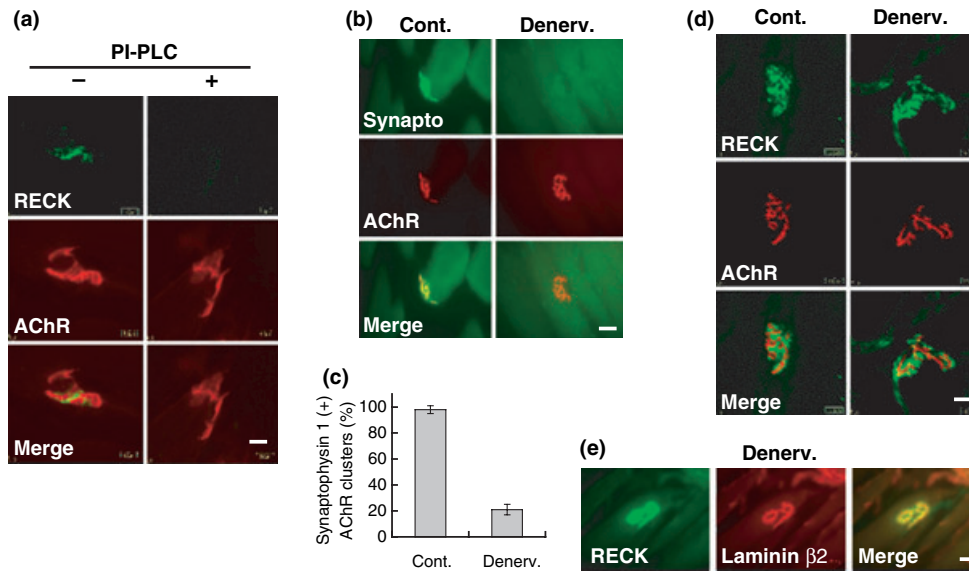 (a)
PI-PLC
– +
RECK
AChR
Merge
(b)
Cont. Denerv.
Synapto
AChR
Merge
(c)
Synaptophysin 1 (+)
AChR clusters (%)
100
80
60
40
20
0
Cont. Denerv.
(d)
Cont. Denerv.
RECK
AChR
Merge
(e)
Denerv.
RECK Laminin β2 Merge